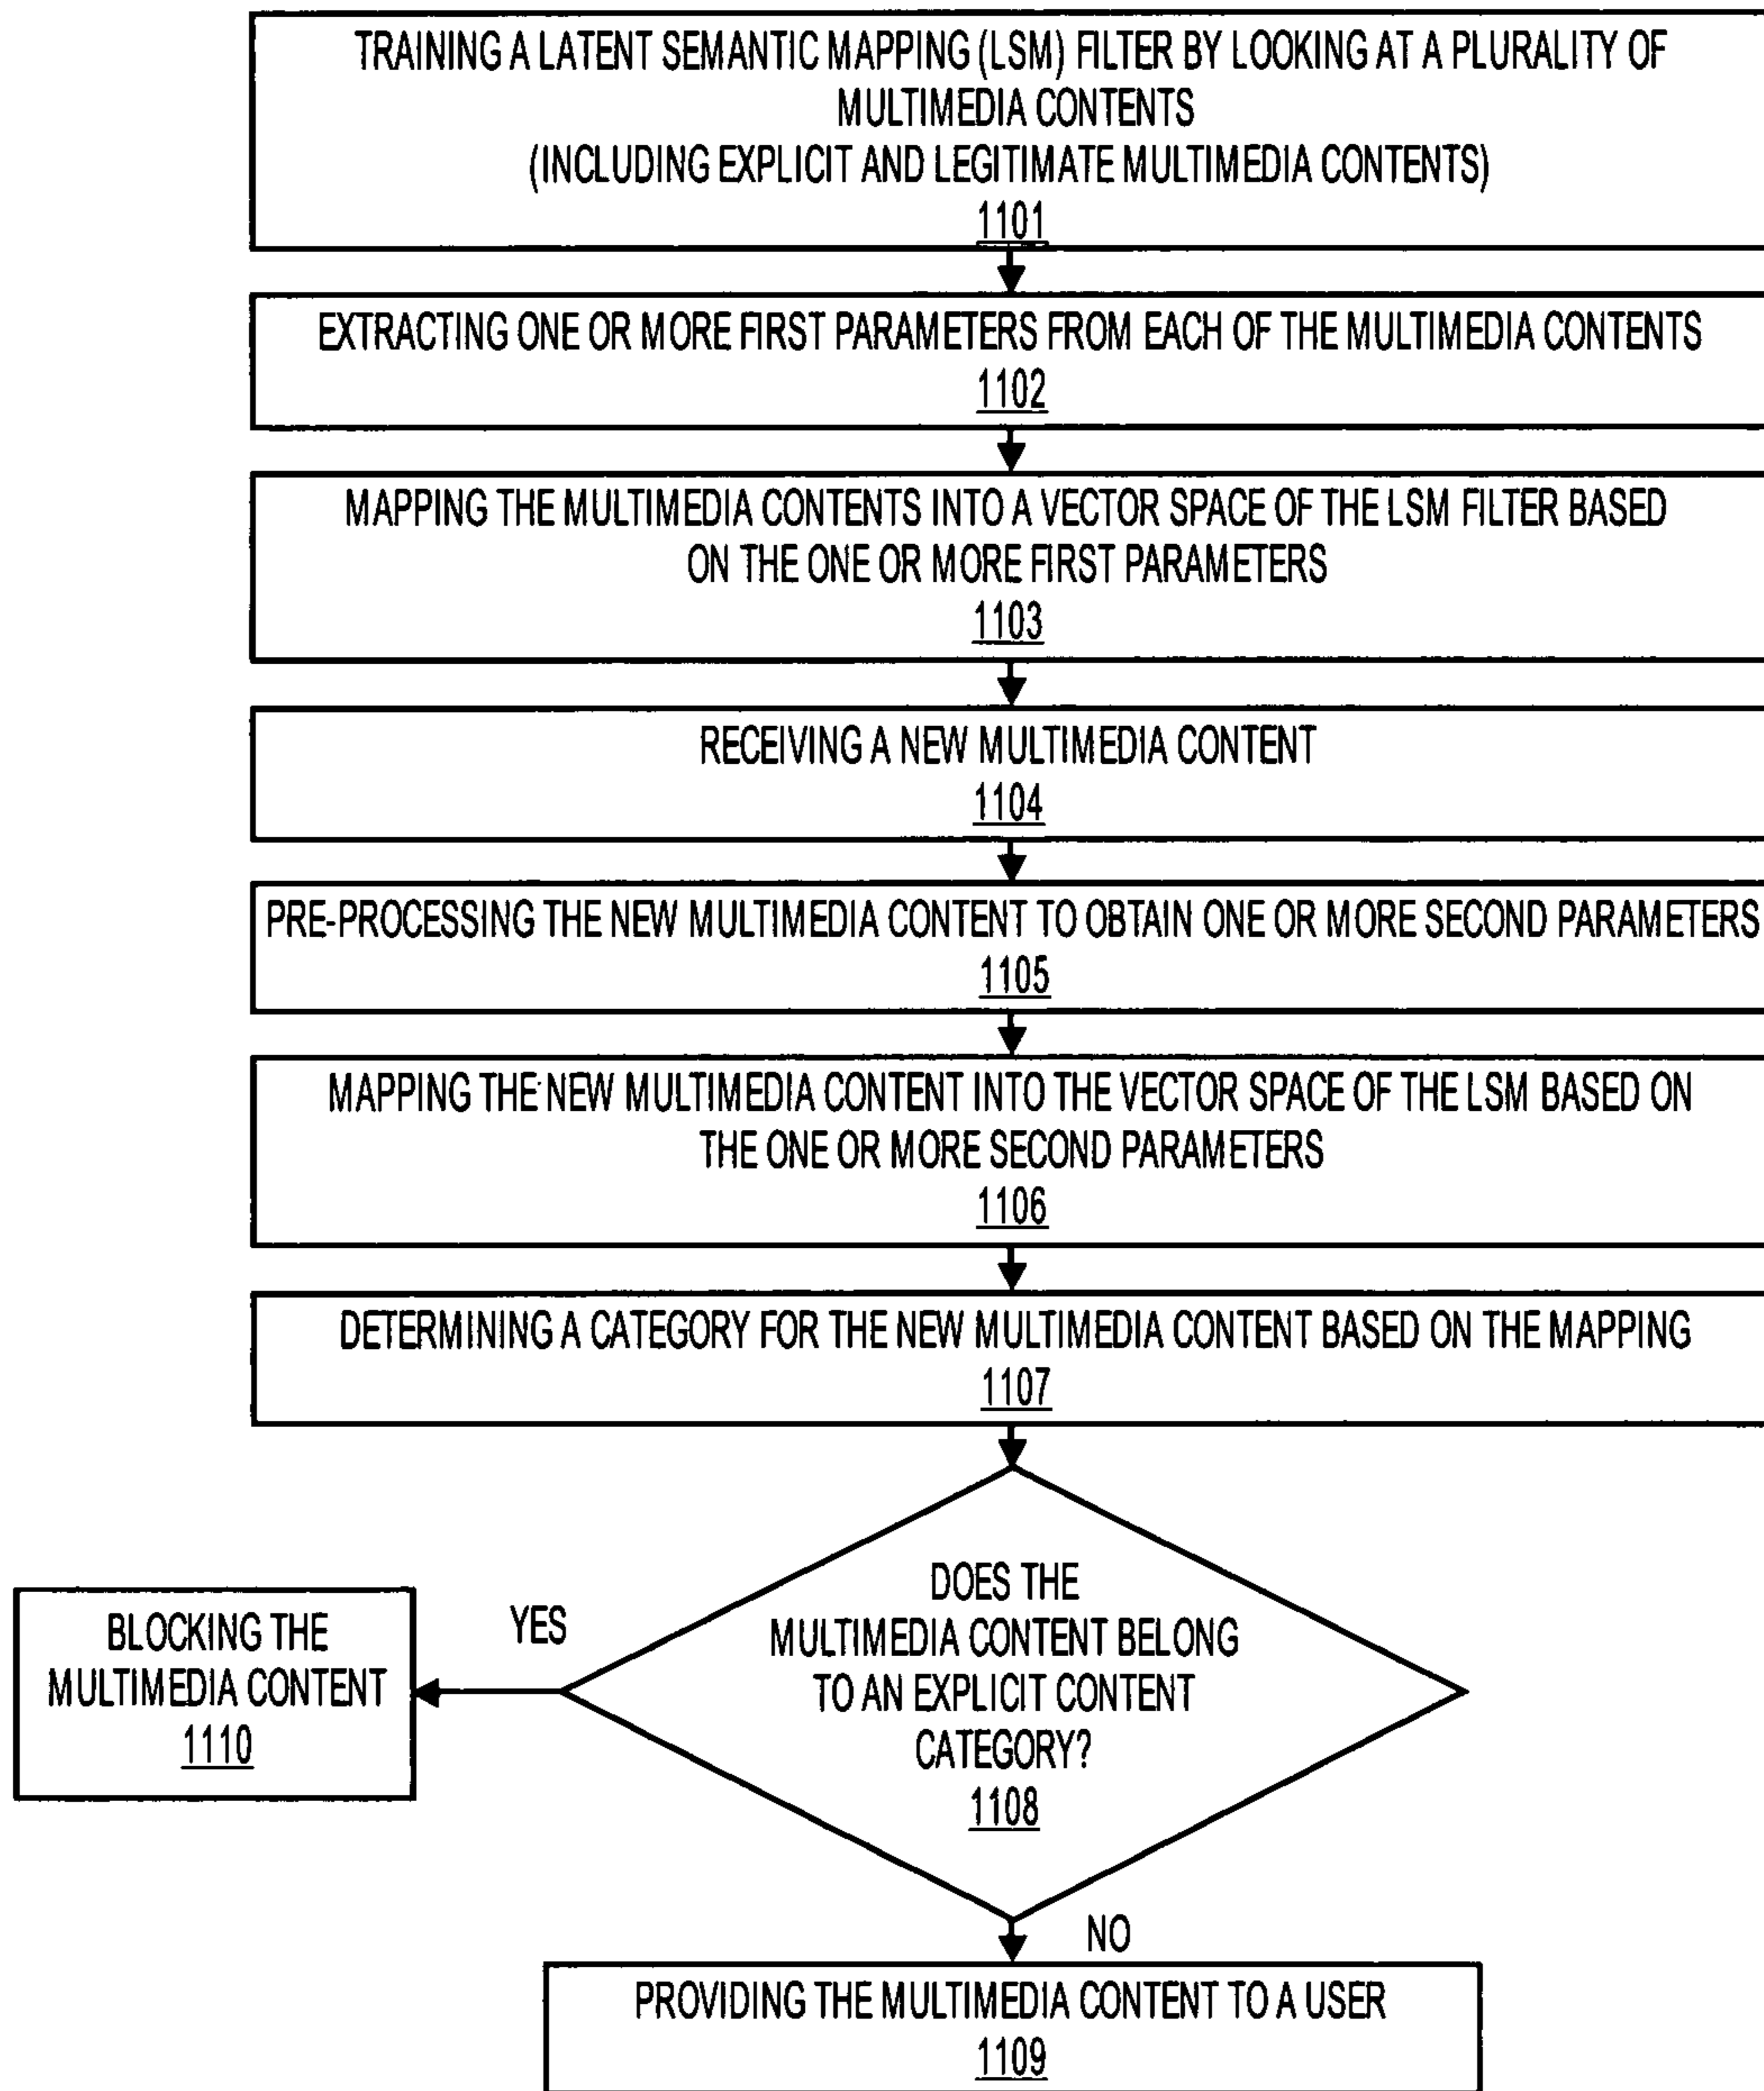 TRAINING A LATENT SEMANTIC MAPPING (LSM) FILTER BY LOOKING AT A PLURALITY OF
MULTIMEDIA CONTENTS
(INCLUDING EXPLICIT AND LEGITIMATE MULTIMEDIA CONTENTS)
1101
EXTRACTING ONE OR MORE FIRST PARAMETERS FROM EACH OF THE MULTIMEDIA CONTENTS
1102
MAPPING THE MULTIMEDIA CONTENTS INTO A VECTOR SPACE OF THE LSM FILTER BASED
ON THE ONE OR MORE FIRST PARAMETERS
1103
RECEIVING A NEW MULTIMEDIA CONTENT
1104
PRE-PROCESSING THE NEW MULTIMEDIA CONTENT TO OBTAIN ONE OR MORE SECOND PARAMETERS
1105
MAPPING THE NEW MULTIMEDIA CONTENT INTO THE VECTOR SPACE OF THE LSM BASED ON
THE ONE OR MORE SECOND PARAMETERS
1106
DETERMINING A CATEGORY FOR THE NEW MULTIMEDIA CONTENT BASED ON THE MAPPING
1107
DOES THE
MULTIMEDIA CONTENT BELONG
TO AN EXPLICIT CONTENT
CATEGORY?
1108
YES
BLOCKING THE
MULTIMEDIA CONTENT
1110
NO
PROVIDING THE MULTIMEDIA CONTENT TO A USER
1109